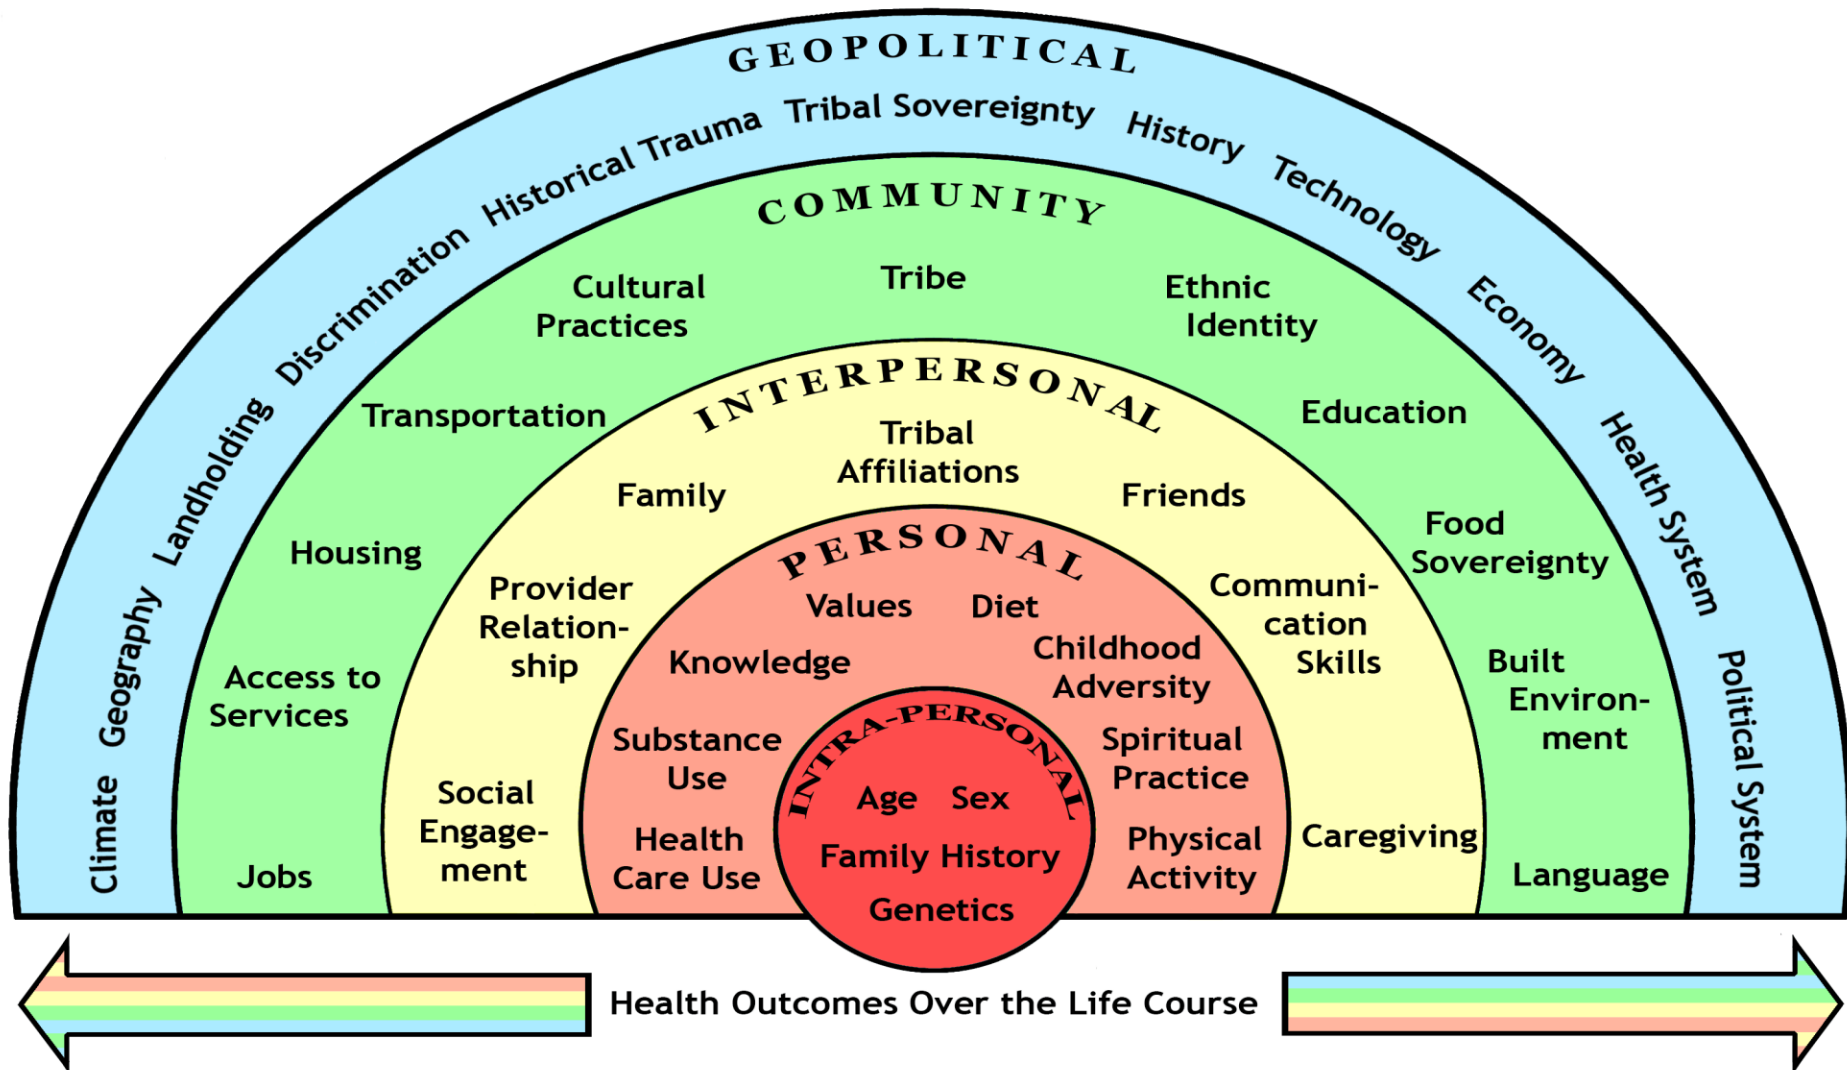 GEOPOLITICAL
Climate
Geography
Landholding
Discrimination
Historical Trauma
Tribal Sovereignty
History
Technology
Economy
Health System
Political System
COMMUNITY
Jobs
Access to
Services
Housing
Transportation
Cultural
Practices
Tribe
Ethnic
Identity
Education
Food
Sovereignty
Built
Environ-
ment
Language
INTERPERSONAL
Social
Engage-
ment
Provider
Relation-
ship
Family
Tribal
Affiliations
Friends
Communi-
cation
Skills
Caregiving
PERSONAL
Health
Care Use
Substance
Use
Knowledge
Values
Diet
Childhood
Adversity
Spiritual
Practice
Physical
Activity
INTRA-PERSONAL
Age Sex
Family History
Genetics
Health Outcomes Over the Life Course